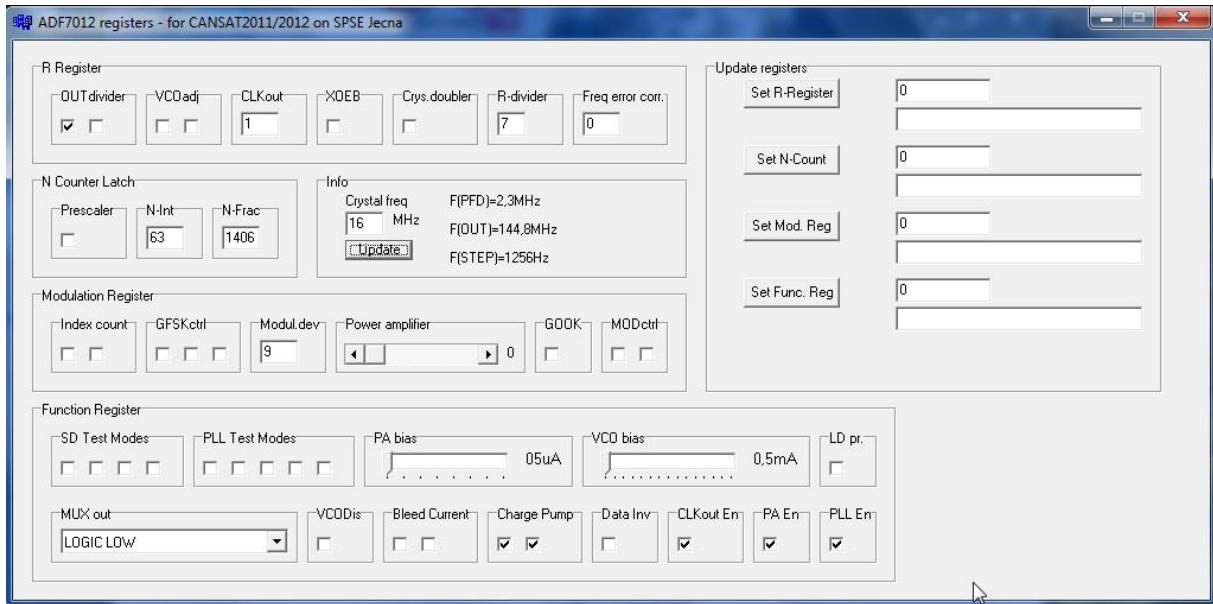 ADF7012 registers - for CANSAT2011/2012 on SPSE Jecna
R Register
OUT divider VCO adj CLKout XOEB Crys.doubler R-divider Freq error corr.
1 7 0
N Counter Latch
Prescaler N-Int N-Frac
63 1406
Info
Crystal freq F(PFD)=2,3MHz
16 MHz F(OUT)=144,8MHz
Update F(STEP)=1256Hz
Modulation Register
Index count GFSKctrl Modul.dev Power amplifier GOOK MODctrl
9 0
Update registers
Set R-Register 0
Set N-Count 0
Set Mod. Reg 0
Set Func. Reg 0
Function Register
SD Test Modes PLL Test Modes PA bias VCO bias LD pr.
05uA 0,5mA
MUX out VCODis Bleed Current Charge Pump Data Inv CLKout En PA En PLL En
LOGIC LOW